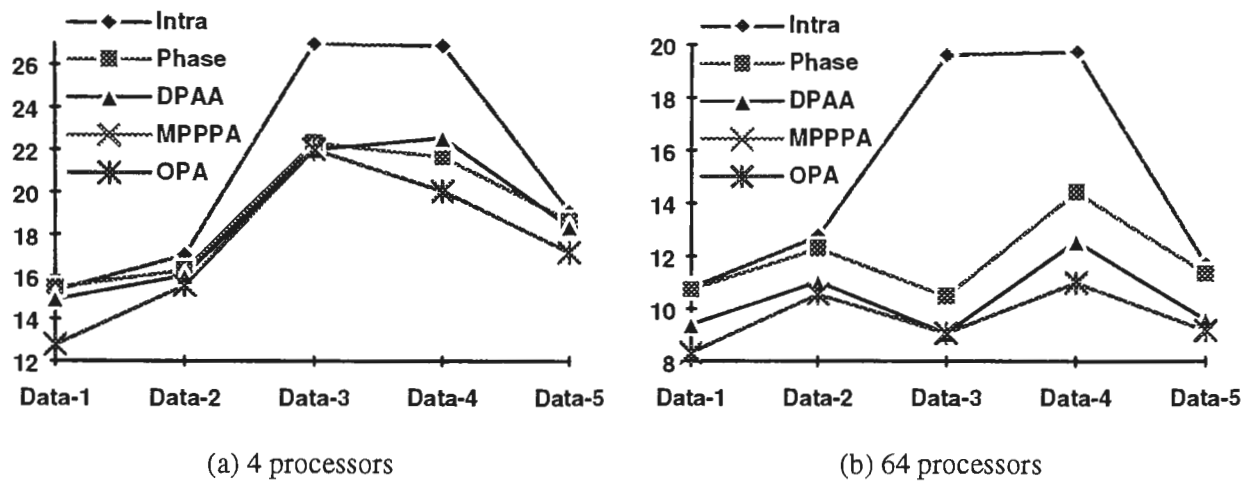 Intra
Phase
DPAA
MPPPA
OPA
26
24
22
20
18
16
14
12
Data-1 Data-2 Data-3 Data-4 Data-5
(a) 4 processors
Intra
Phase
DPAA
MPPPA
OPA
20
18
16
14
12
10
8
Data-1 Data-2 Data-3 Data-4 Data-5
(b) 64 processors